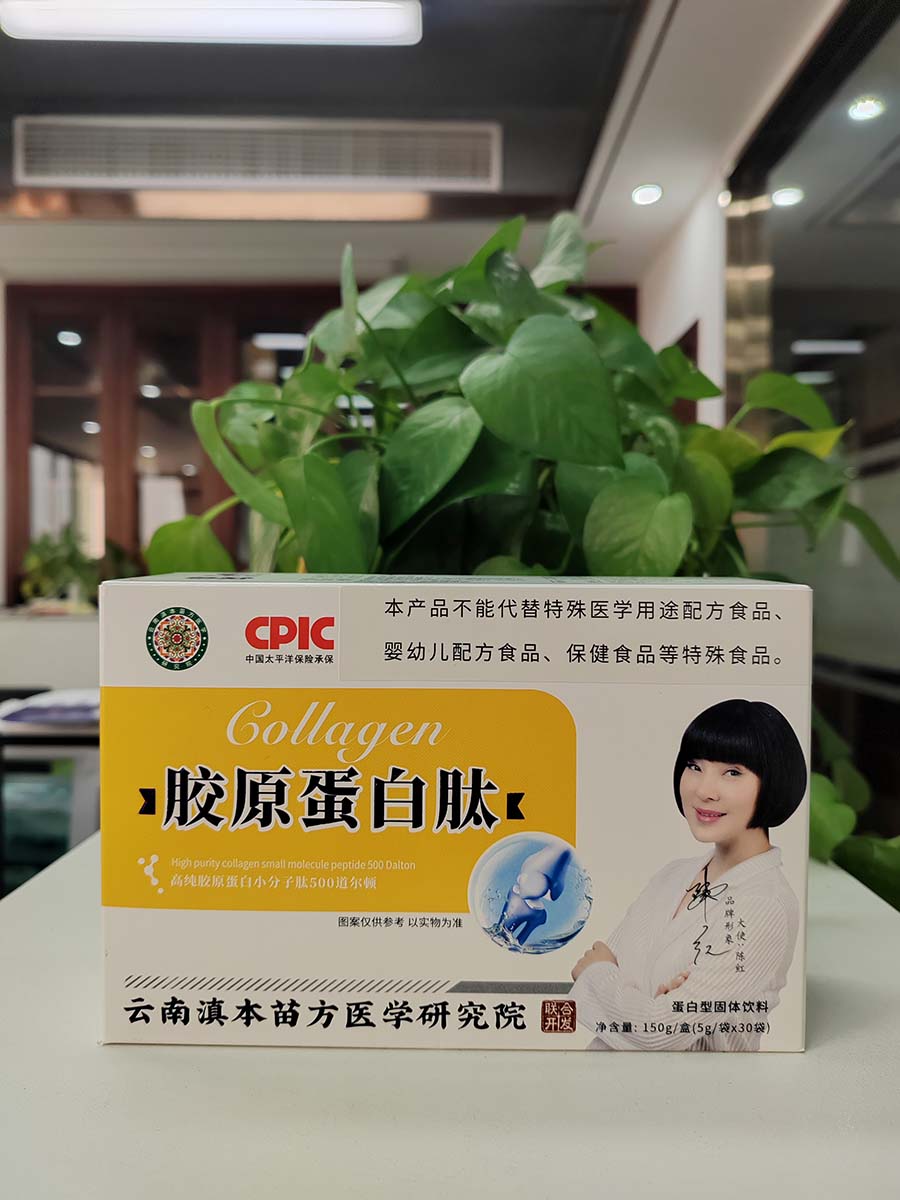 CPIC
中国太平洋保险承保
本产品不能代替特殊医学用途配方食品、
婴幼儿配方食品、保健食品等特殊食品。
Collagen
胶原蛋白肽
High purity collagen small molecule peptide 500 Dalton
高纯胶原蛋白小分子肽500道尔顿
图案仅供参考 以实物为准
品牌形象
大使：陈红
云南滇本苗方医学研究院
联合
开发
蛋白型固体饮料
净含量: 150g/盒(5g/袋x30袋)